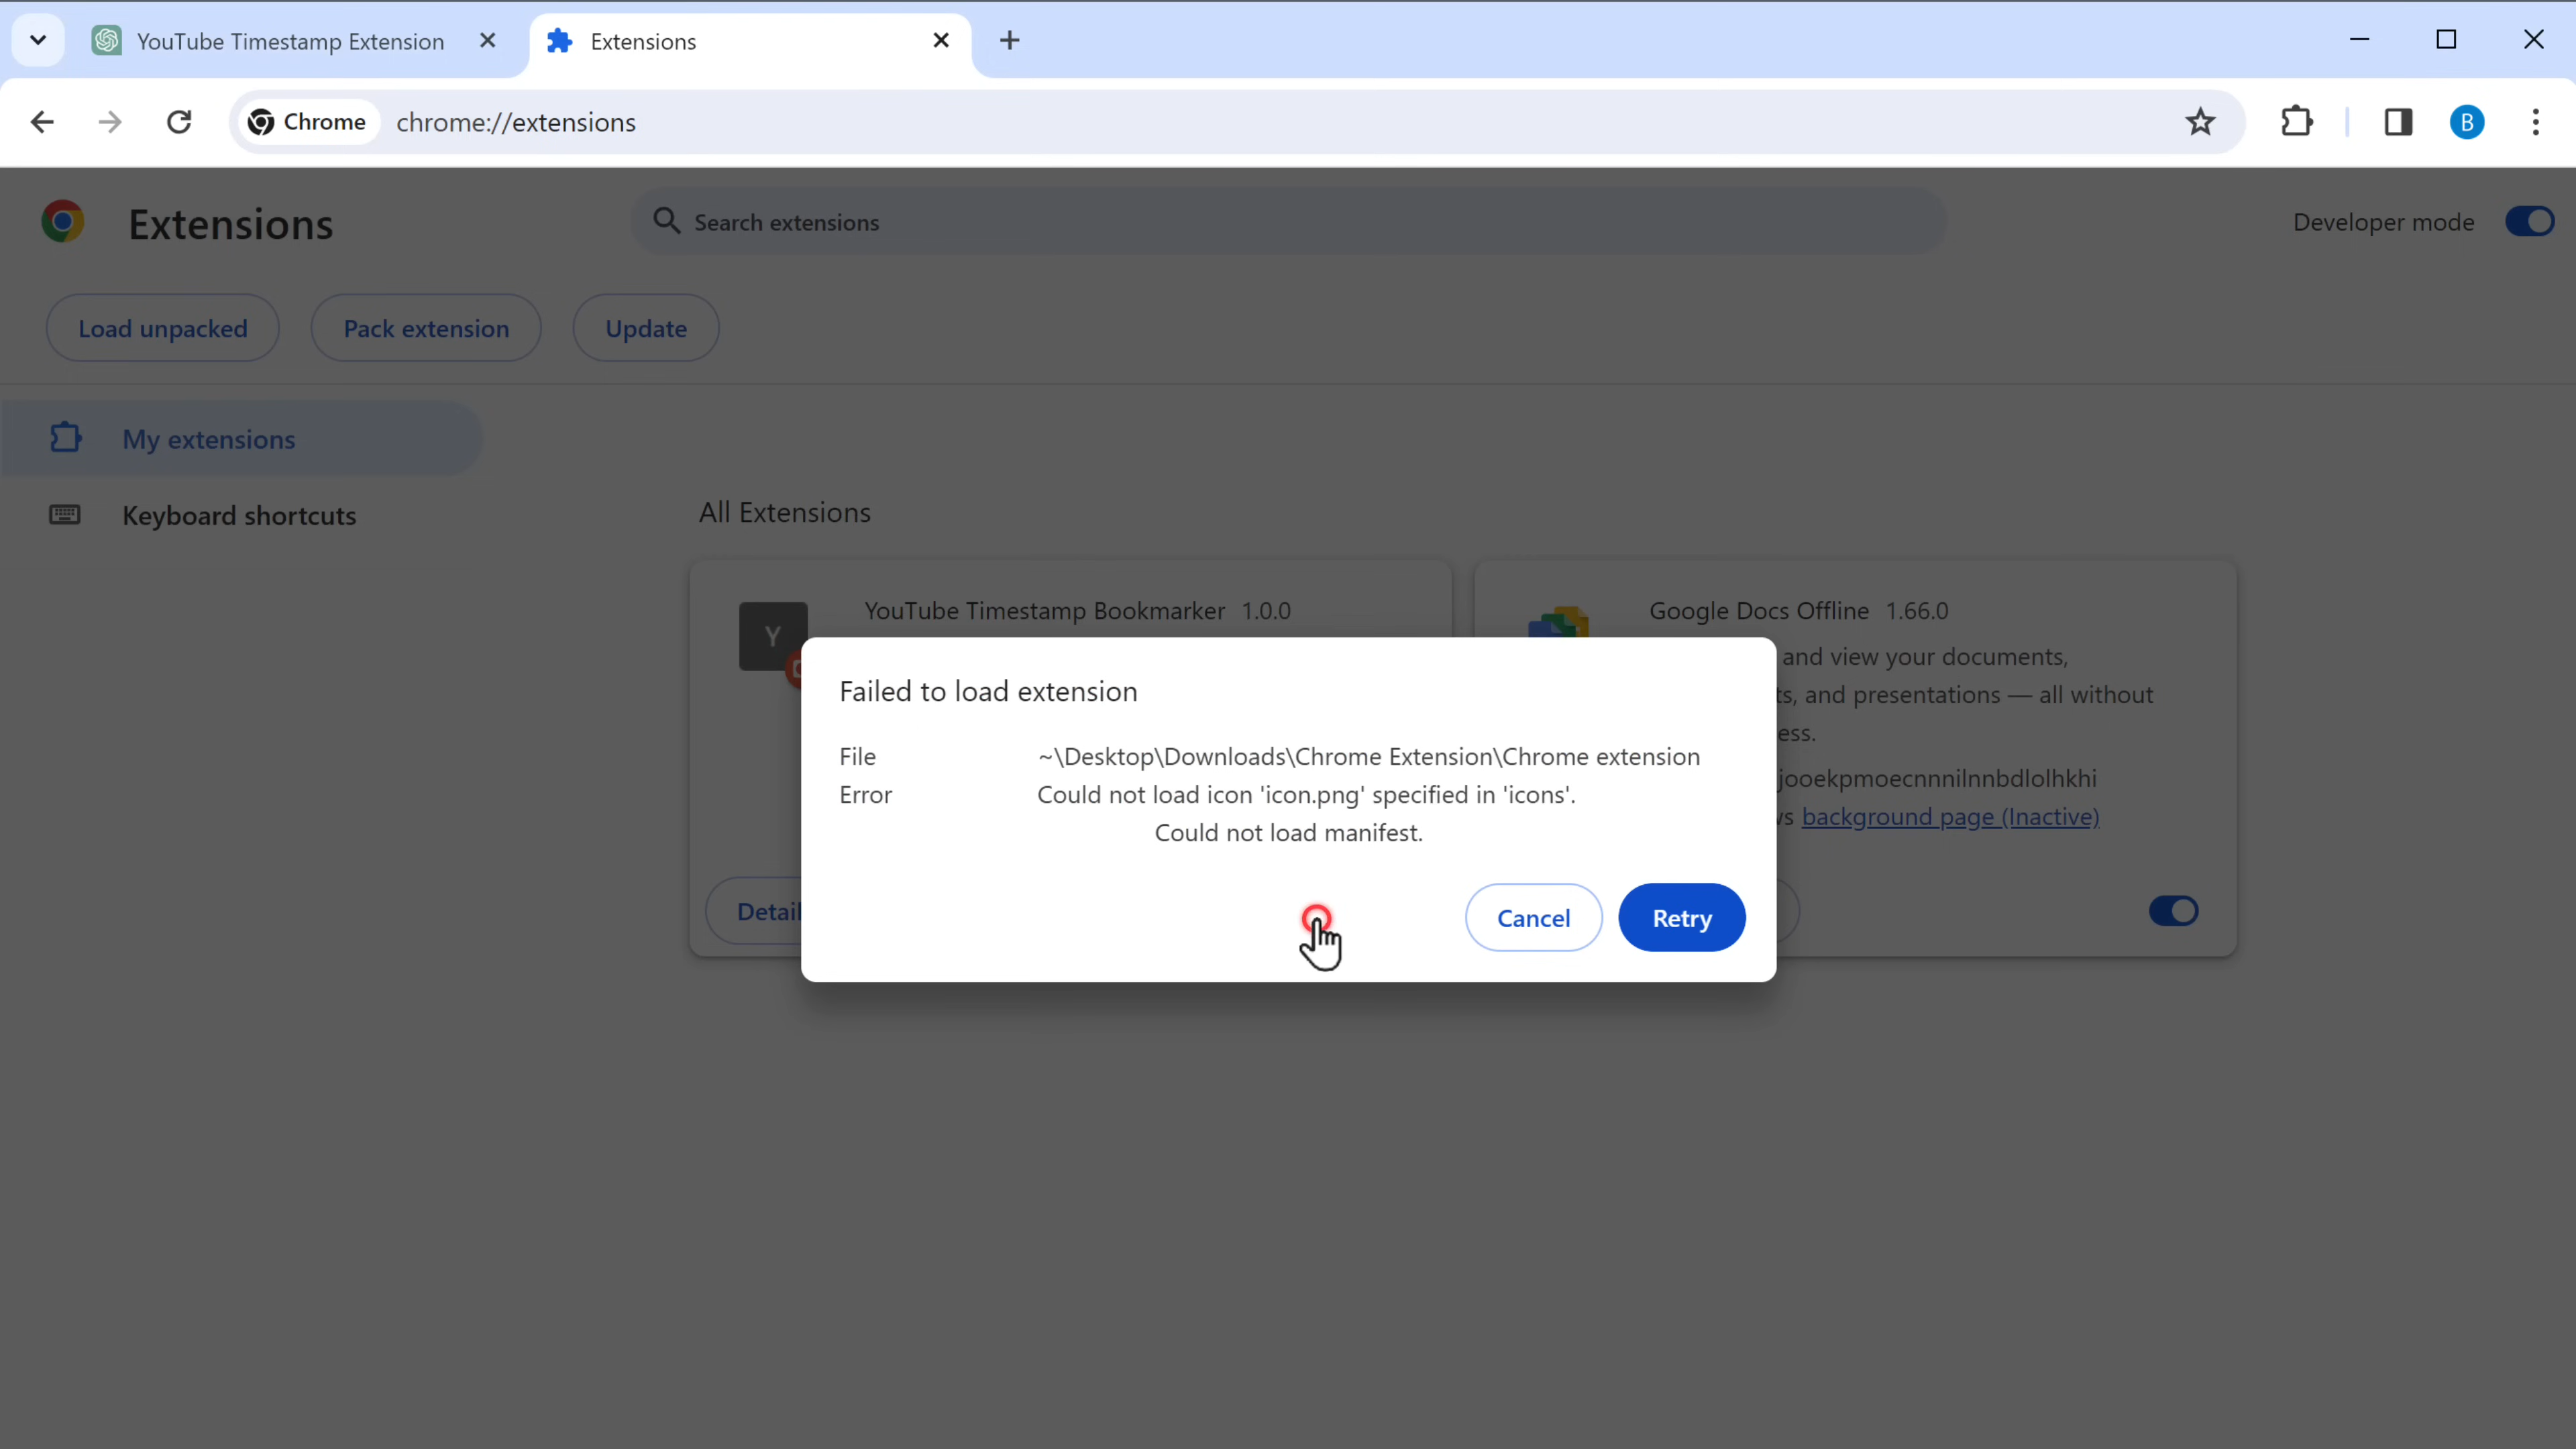 YouTube Timestamp Extension
Extensions
Chrome
chrome://extensions
B
Extensions
Search extensions
Developer mode
Load unpacked
Pack extension
Update
My extensions
Keyboard shortcuts
All Extensions
Y
YouTube Timestamp Bookmarker 1.0.0
Google Docs Offline 1.66.0
and view your documents,
, and presentations — all without
Failed to load extension
File ~\Desktop\Downloads\Chrome Extension\Chrome extension
Error Could not load icon 'icon.png' specified in 'icons'.
Could not load manifest.
jooekpmoecnnnilnnbdlolhkhi
background page (Inactive)
Detail
Cancel
Retry